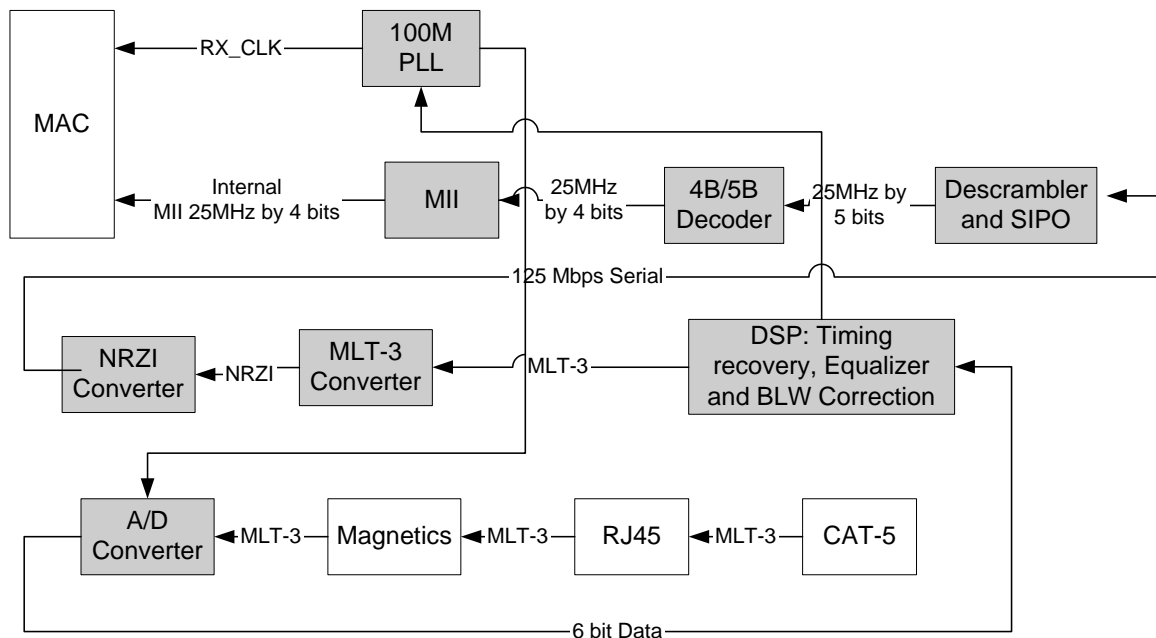 100M
PLL
RX_CLK
MAC
Internal
MII 25MHz by 4 bits
MII
25MHz
by 4 bits
4B/5B
Decoder
25MHz by
5 bits
Descrambler
and SIPO
125 Mbps Serial
NRZI
Converter
NRZI
MLT-3
Converter
MLT-3
DSP: Timing
recovery, Equalizer
and BLW Correction
A/D
Converter
MLT-3
Magnetics
MLT-3
RJ45
MLT-3
CAT-5
6 bit Data